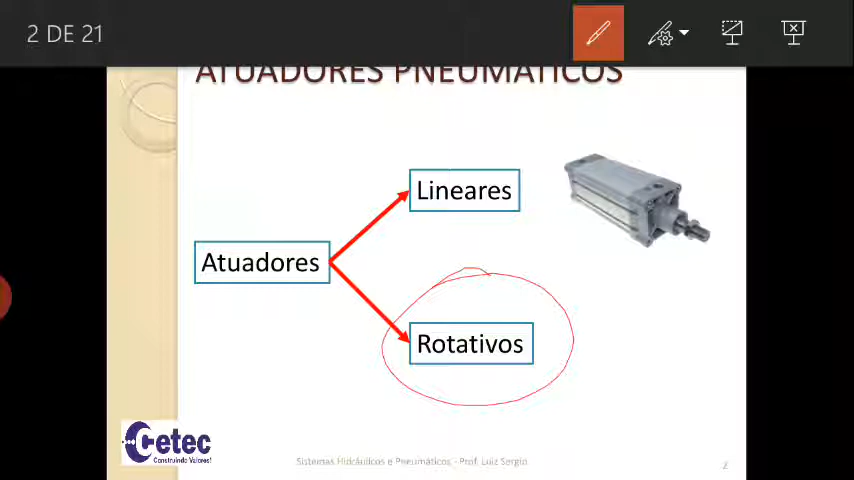 2 DE 21
ATUADORES PNEUMÁTICOS
Lineares
Atuadores
Rotativos
Cetec
Construindo Valores!
Sistemas Hidráulicos e Pneumáticos - Prof. Luiz Sergio
2